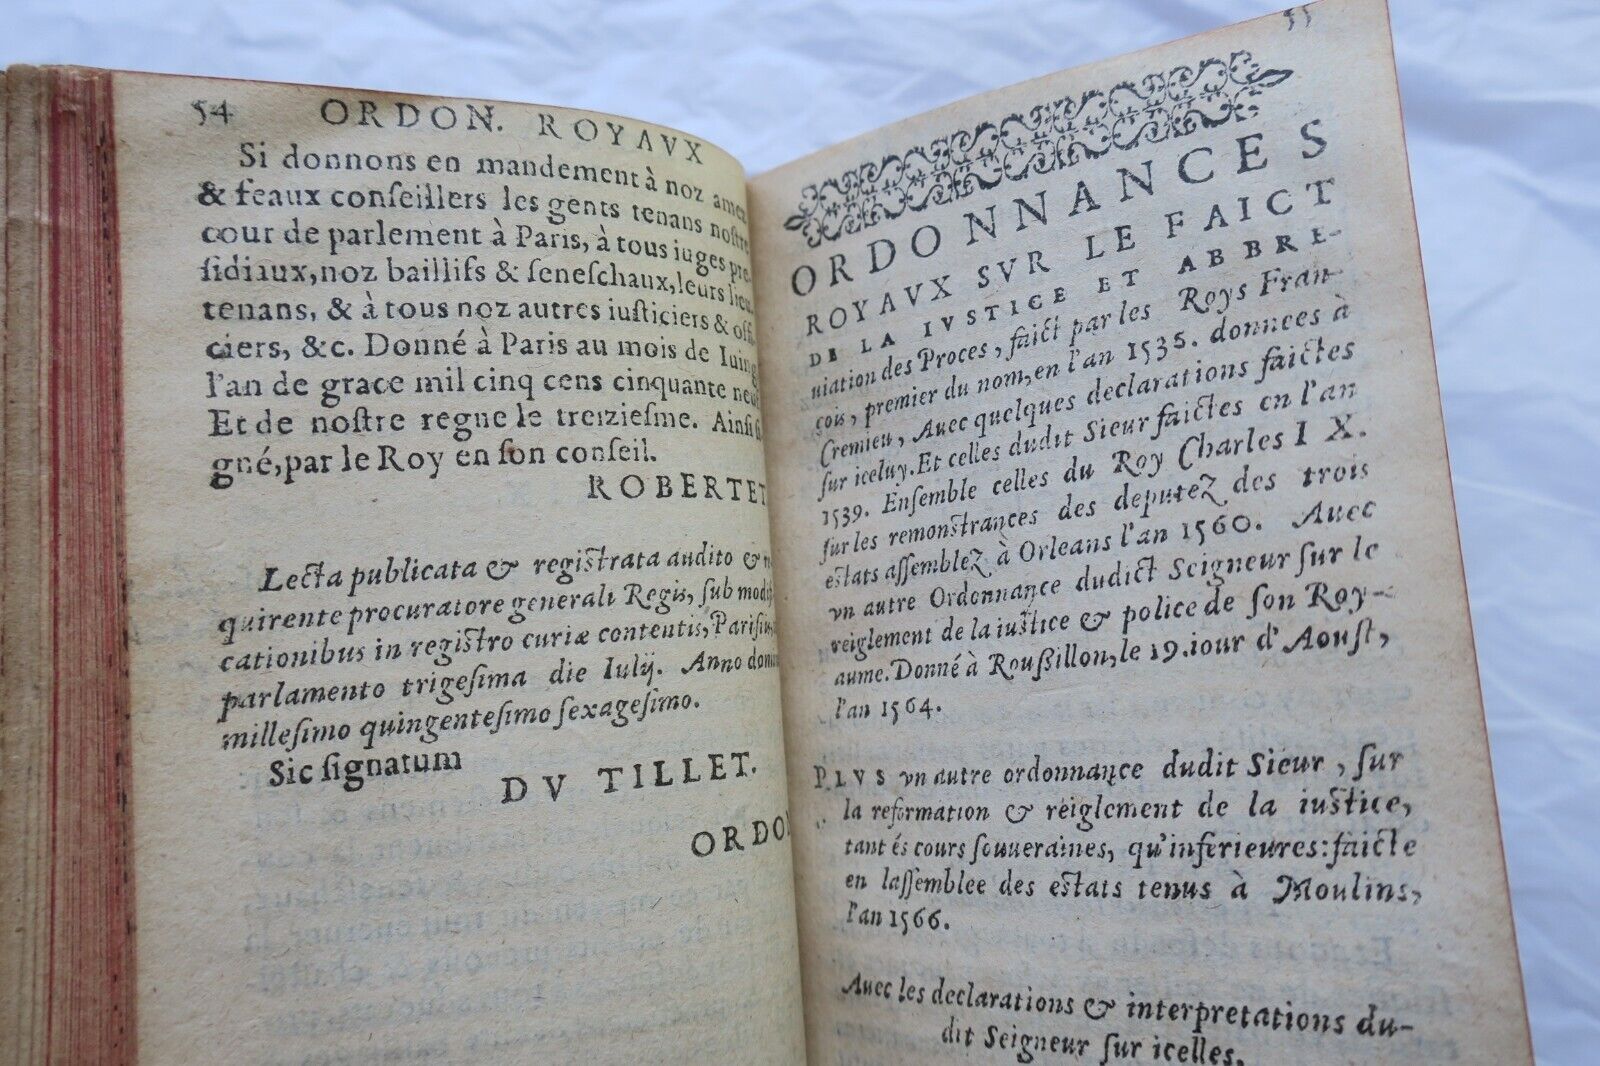 54 ORDON. ROYAVX
Si donnons en mandement à noz amez
& feaux conſeillers les gents tenans noſtre
cour de parlement à Paris, à tous iuges pre-
ſidiaux, noz baillifs & ſeneſchaux, leurs lieu
tenans, & à tous noz autres iuſticiers & offi
ciers, &c. Donné à Paris au mois de Iuing
l'an de grace mil cinq cens cinquante neuf
Et de noſtre regne le treizieſme. Ainſi ſi
gné, par le Roy en ſon conſeil.
ROBERTET
Lecta publicata & regiſtrata audito &
quirente procuratore generali Regis, ſub modifi
cationibus in regiſtro curiæ contentis, Pariſius,
parlamento trigeſima die Iulij. Anno domi
milleſimo quingenteſimo ſexageſimo.
Sic ſignatum
DV TILLET.
ORDON
55
ORDONNANCES
ROYAVX SVR LE FAICT
DE LA IVSTICE ET ABBRE-
uiation des Proces, faict par les Roys Fran-
çois, premier du nom, en l'an 1535. donnees à
Cremieu, Auec quelques declarations faictes
ſur iceluy. Et celles dudit Sieur faictes en l'an
1539. Enſemble celles du Roy Charles IX.
ſur les remonſtrances des deputez des trois
eſtats aſſemblez à Orleans l'an 1560. Auec
vn autre Ordonnance dudict Seigneur ſur le
reiglement de la iuſtice & police de ſon Roy-
aume. Donné à Rouſsillon, le 19. iour d'Aouſt,
l'an 1564.
PLVS vn autre ordonnance dudit Sieur, ſur
la reformation & reiglement de la iuſtice,
tant és cours ſouueraines, qu'inferieures: faicte
en laſſemblee des eſtats tenus à Moulins,
l'an 1566.
Auec les declarations & interpretations du-
dit Seigneur ſur icelles.